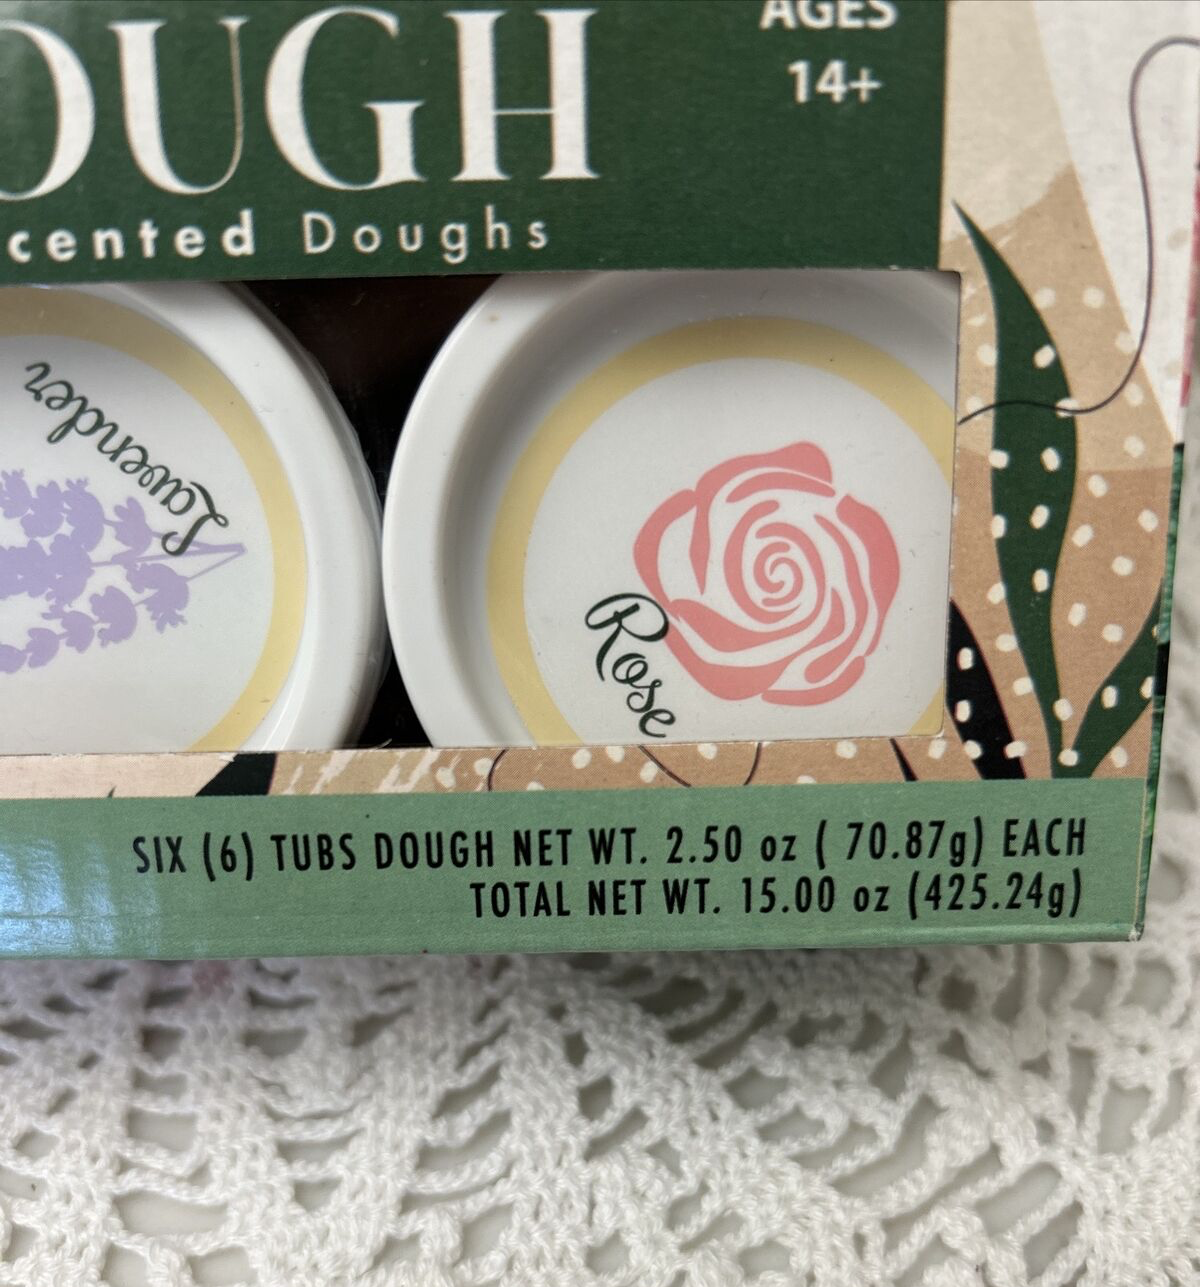 OUGH
AGES
14+
cented Doughs
Lavender
Rose
SIX (6) TUBS DOUGH NET WT. 2.50 oz ( 70.87g) EACH
TOTAL NET WT. 15.00 oz (425.24g)